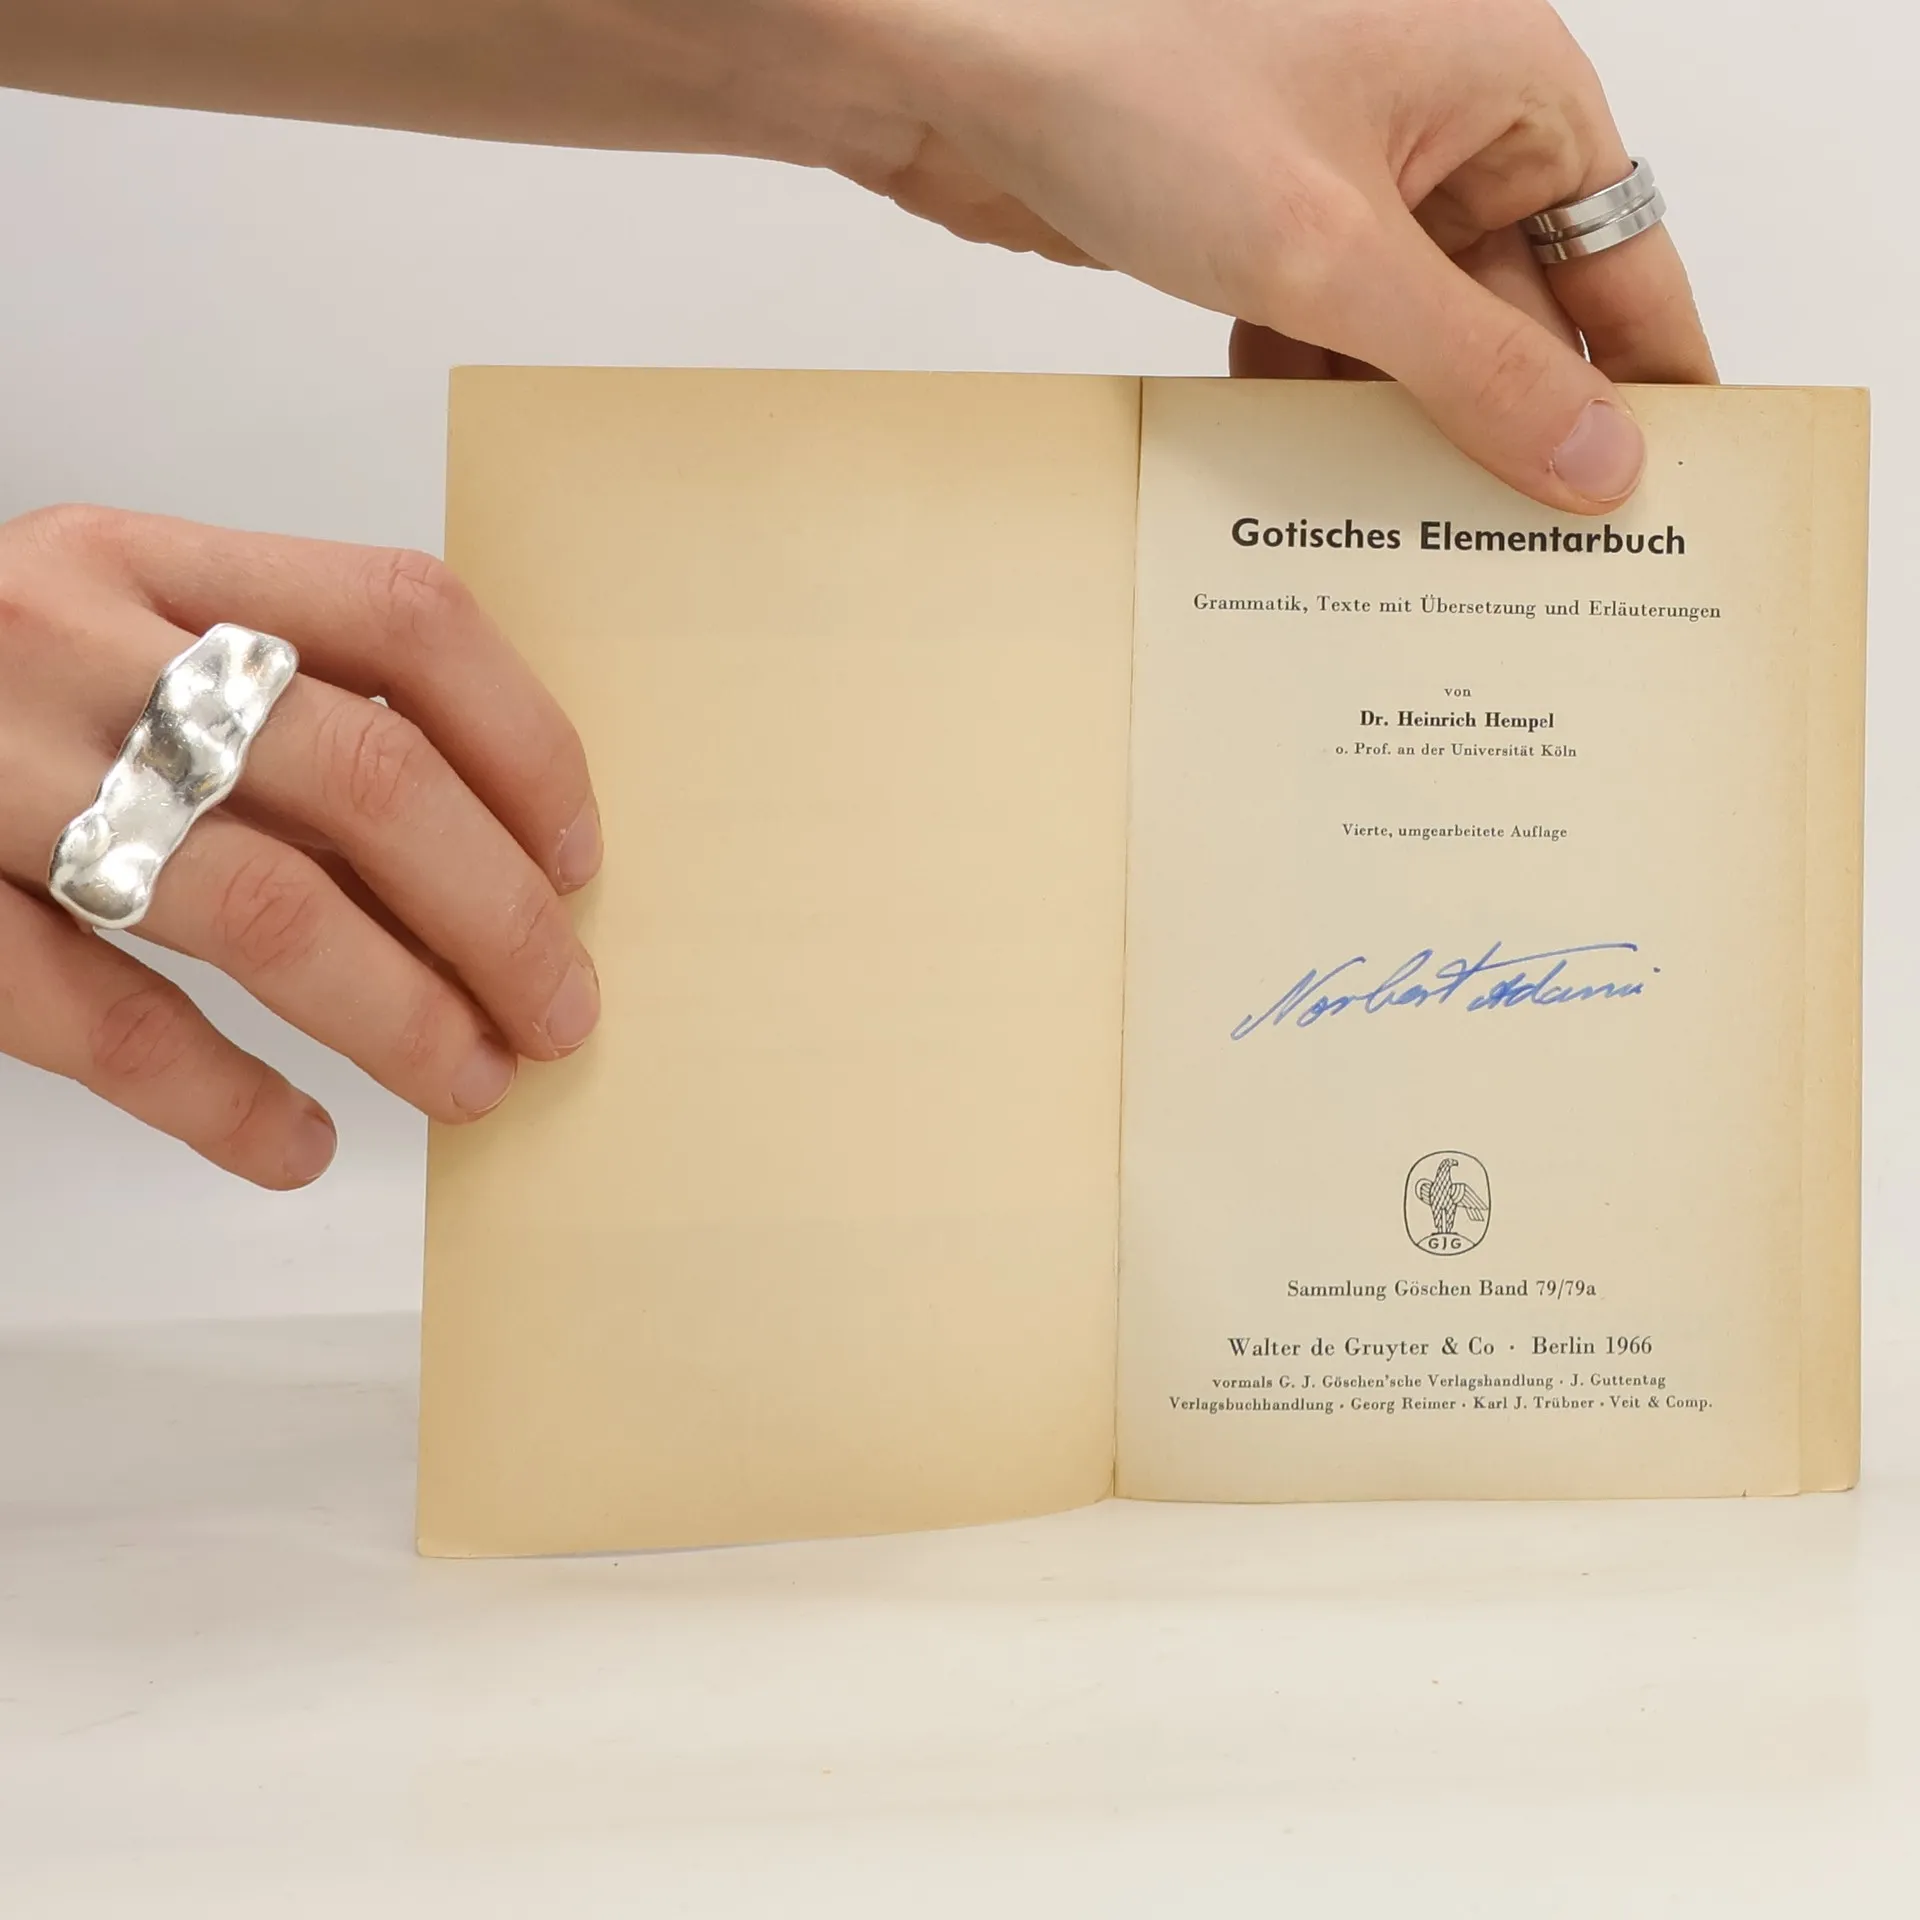 Gotisches Elementarbuch
Grammatik, Texte mit Übersetzung und Erläuterungen
von
Dr. Heinrich Hempel
o. Prof. an der Universität Köln
Vierte, umgearbeitete Auflage
Norbert Adami
GJG
Sammlung Göschen Band 79/79a
Walter de Gruyter & Co · Berlin 1966
vormals G. J. Göschen'sche Verlagshandlung · J. Guttentag
Verlagsbuchhandlung · Georg Reimer · Karl J. Trübner · Veit & Comp.